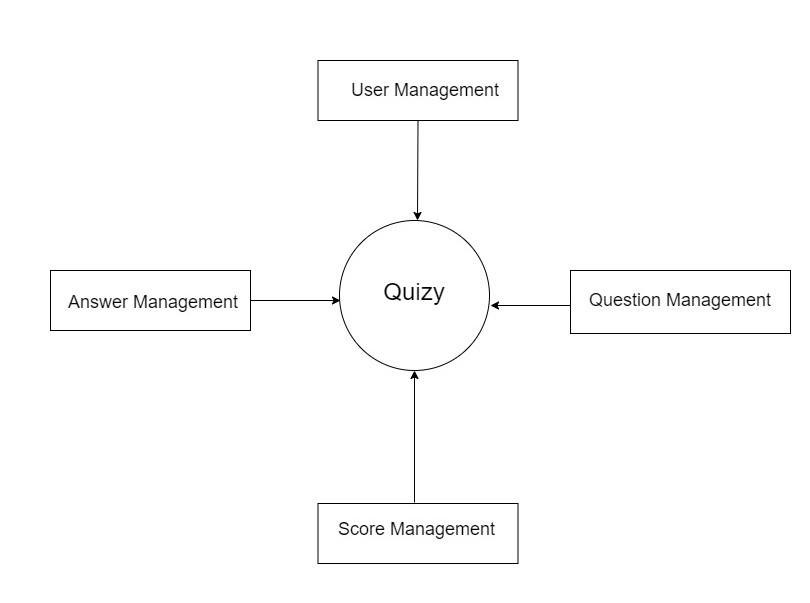 User Management
Quizy
Answer Management
Question Management
Score Management